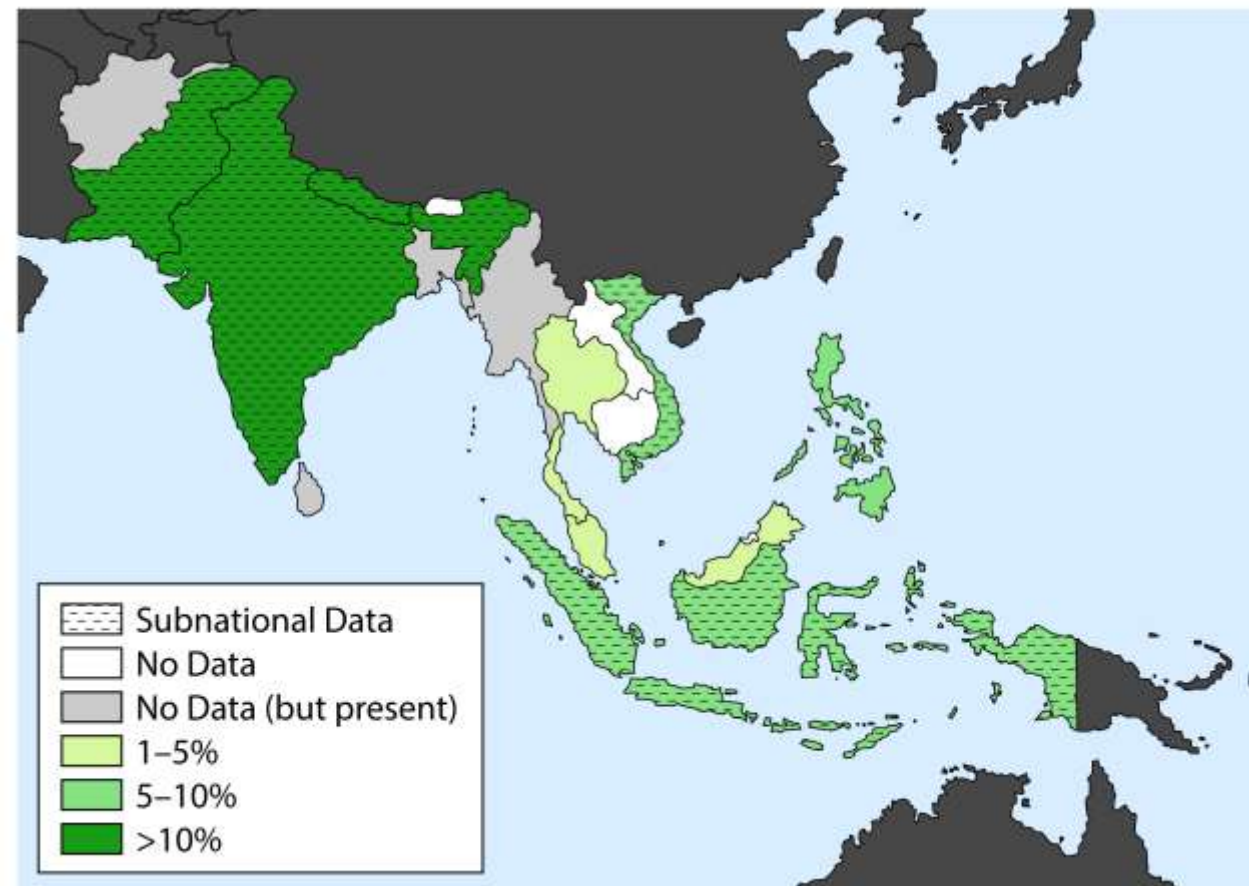 Subnational Data
No Data
No Data (but present)
1–5%
5–10%
>10%